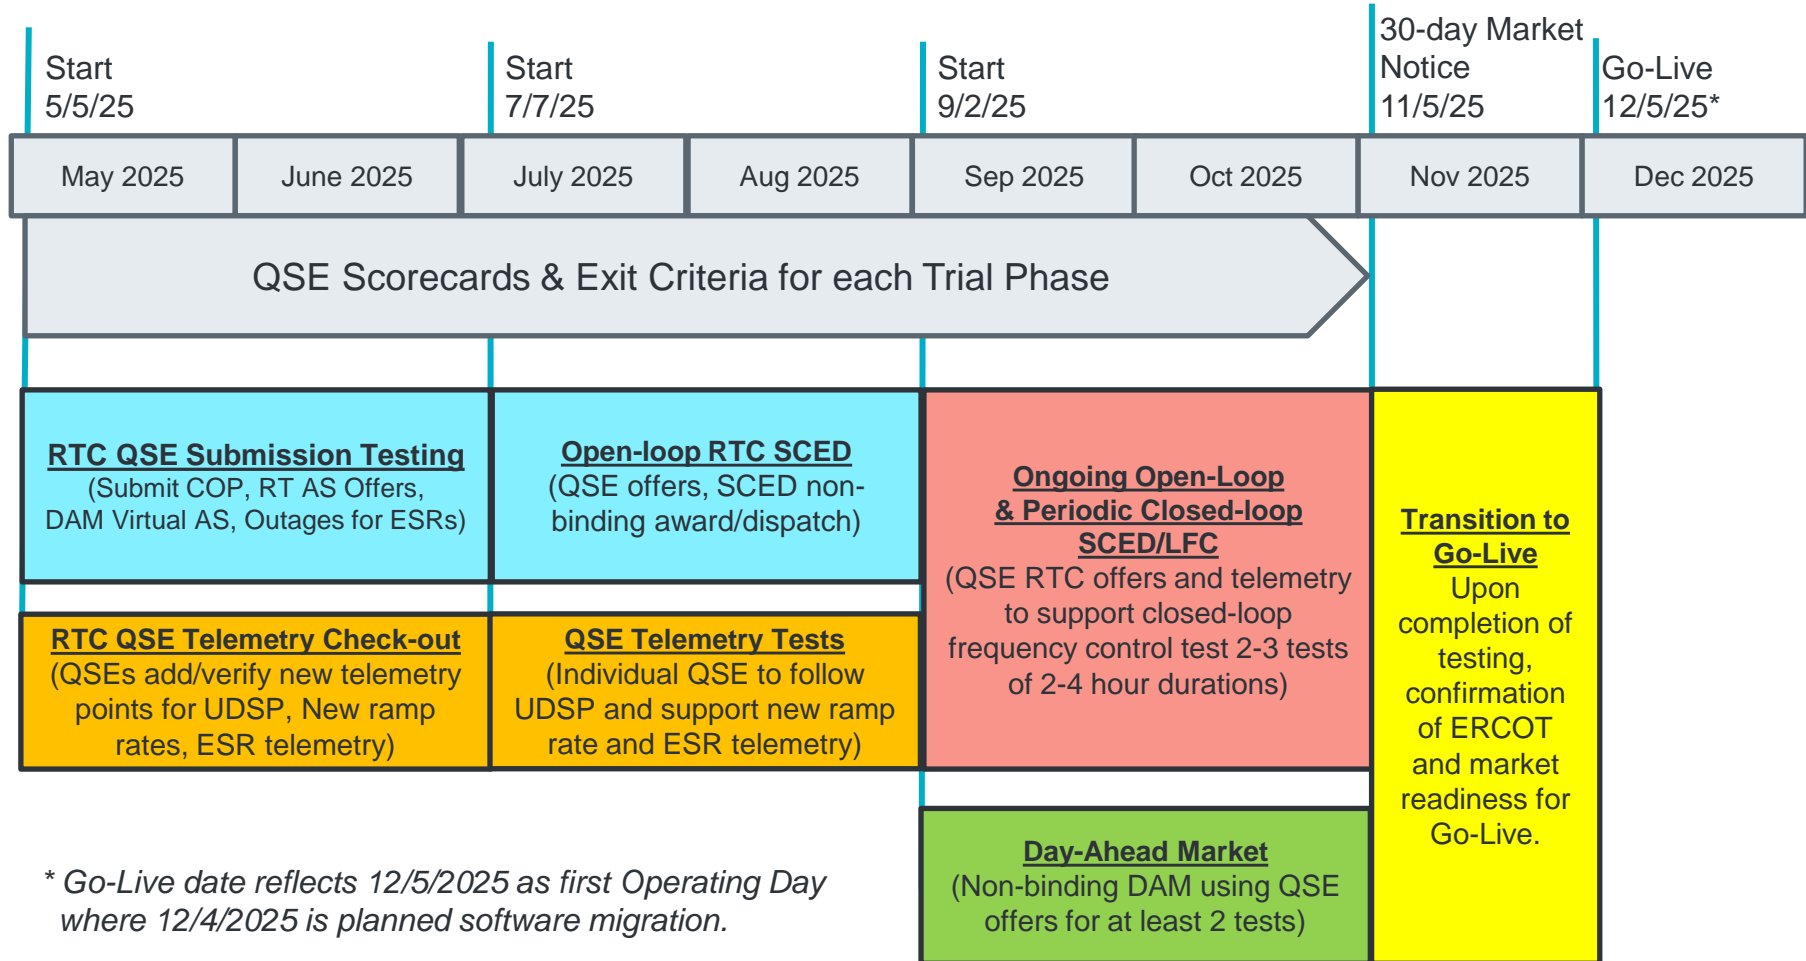 Start
5/5/25
Start
7/7/25
Start
9/2/25
30-day Market
Notice
11/5/25
Go-Live
12/5/25*
May 2025
June 2025
July 2025
Aug 2025
Sep 2025
Oct 2025
Nov 2025
Dec 2025
QSE Scorecards & Exit Criteria for each Trial Phase
RTC QSE Submission Testing
(Submit COP, RT AS Offers,
DAM Virtual AS, Outages for ESRs)
Open-loop RTC SCED
(QSE offers, SCED non-
binding award/dispatch)
RTC QSE Telemetry Check-out
(QSEs add/verify new telemetry
points for UDSP, New ramp
rates, ESR telemetry)
QSE Telemetry Tests
(Individual QSE to follow
UDSP and support new ramp
rate and ESR telemetry)
Ongoing Open-Loop
& Periodic Closed-loop
SCED/LFC
(QSE RTC offers and telemetry
to support closed-loop
frequency control test 2-3 tests
of 2-4 hour durations)
Day-Ahead Market
(Non-binding DAM using QSE
offers for at least 2 tests)
Transition to
Go-Live
Upon
completion of
testing,
confirmation
of ERCOT
and market
readiness for
Go-Live.
* Go-Live date reflects 12/5/2025 as first Operating Day
where 12/4/2025 is planned software migration.